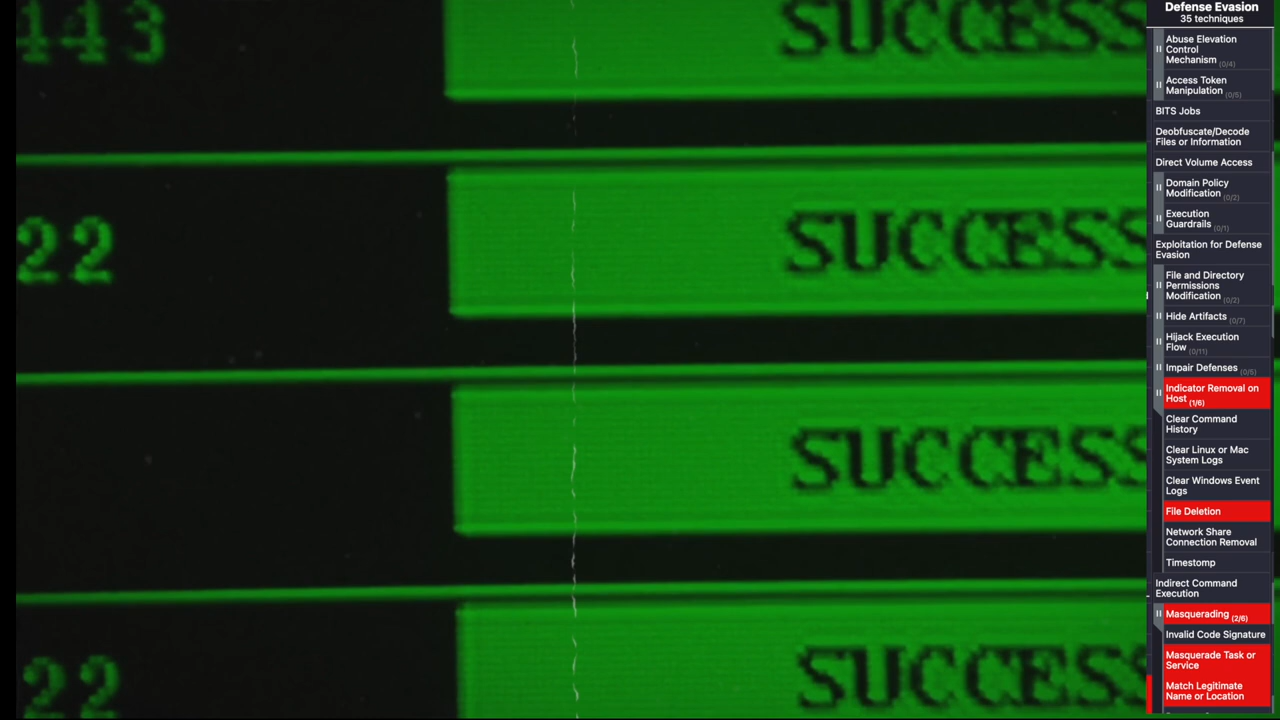 443
SUCCESS
22
SUCCESS
SUCCESS
22
SUCCESS
Defense Evasion
35 techniques
Abuse Elevation
Control
Mechanism (0/4)
Access Token
Manipulation (0/5)
BITS Jobs
Deobfuscate/Decode
Files or Information
Direct Volume Access
Domain Policy
Modification (0/2)
Execution
Guardrails (0/1)
Exploitation for Defense
Evasion
File and Directory
Permissions
Modification (0/2)
Hide Artifacts (0/7)
Hijack Execution
Flow (0/11)
Impair Defenses (0/5)
Indicator Removal on
Host (1/6)
Clear Command
History
Clear Linux or Mac
System Logs
Clear Windows Event
Logs
File Deletion
Network Share
Connection Removal
Timestomp
Indirect Command
Execution
Masquerading (2/6)
Invalid Code Signature
Masquerade Task or
Service
Match Legitimate
Name or Location